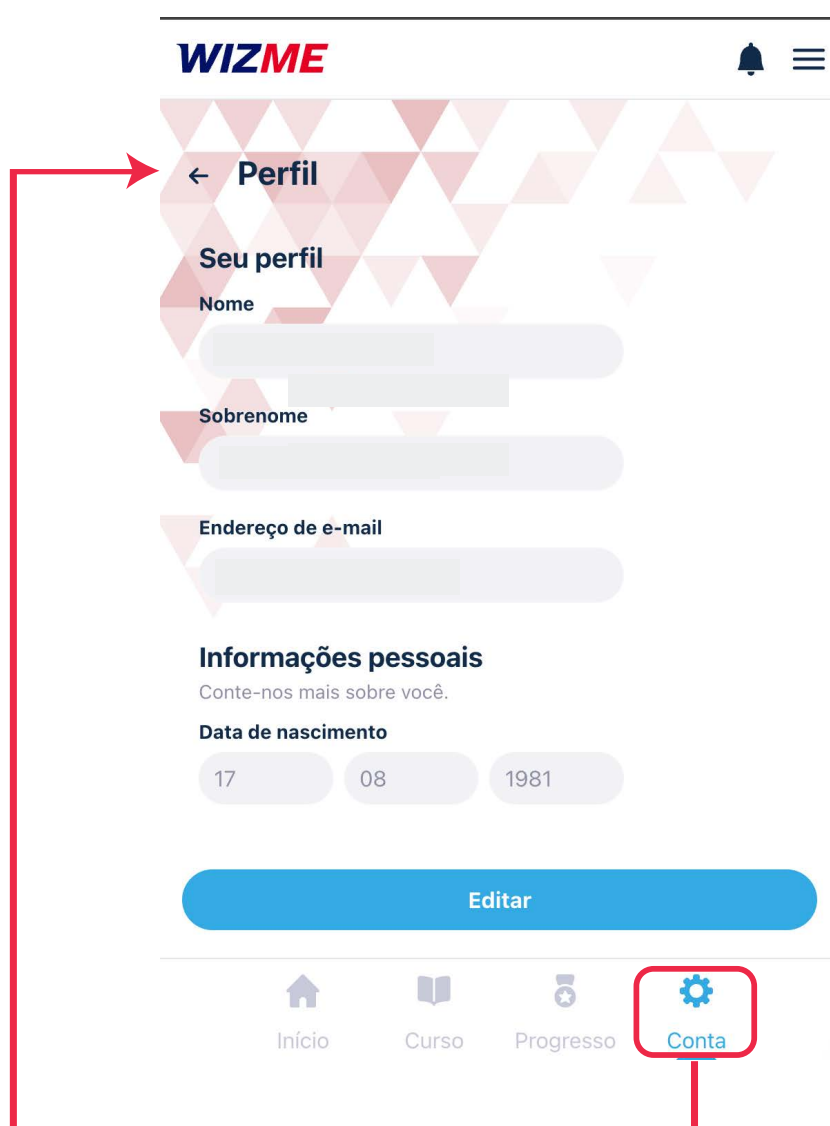 WIZME
← Perfil
Seu perfil
Nome
Sobrenome
Endereço de e-mail
Informações pessoais
Conte-nos mais sobre você.
Data de nascimento
17 08 1981
Editar
Início Curso Progresso Conta